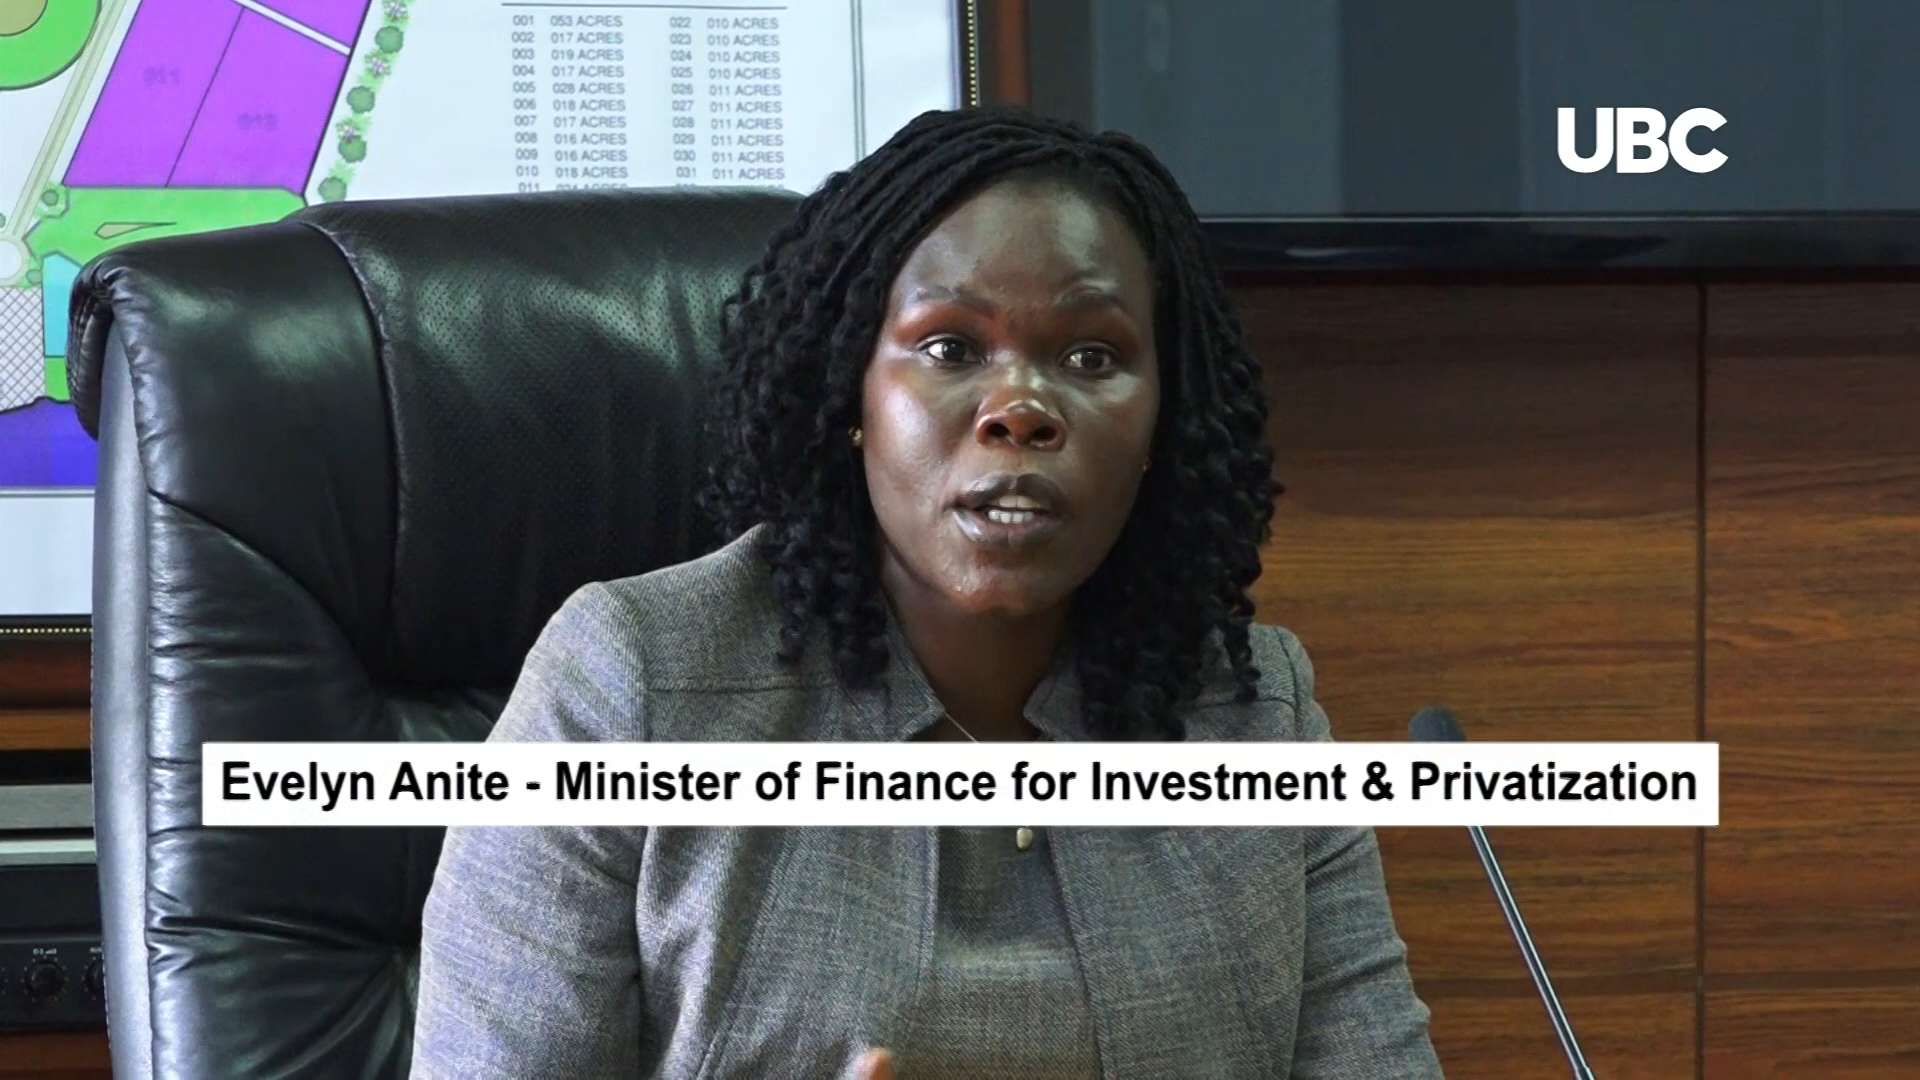 001 053 ACRES 022 010 ACRES
002 017 ACRES 023 010 ACRES
003 019 ACRES 024 010 ACRES
004 017 ACRES 025 010 ACRES
005 028 ACRES 026 011 ACRES
006 018 ACRES 027 011 ACRES
007 017 ACRES 028 011 ACRES
008 016 ACRES 029 011 ACRES
009 016 ACRES 030 011 ACRES
010 018 ACRES 031 011 ACRES
011
UBC
Evelyn Anite - Minister of Finance for Investment & Privatization